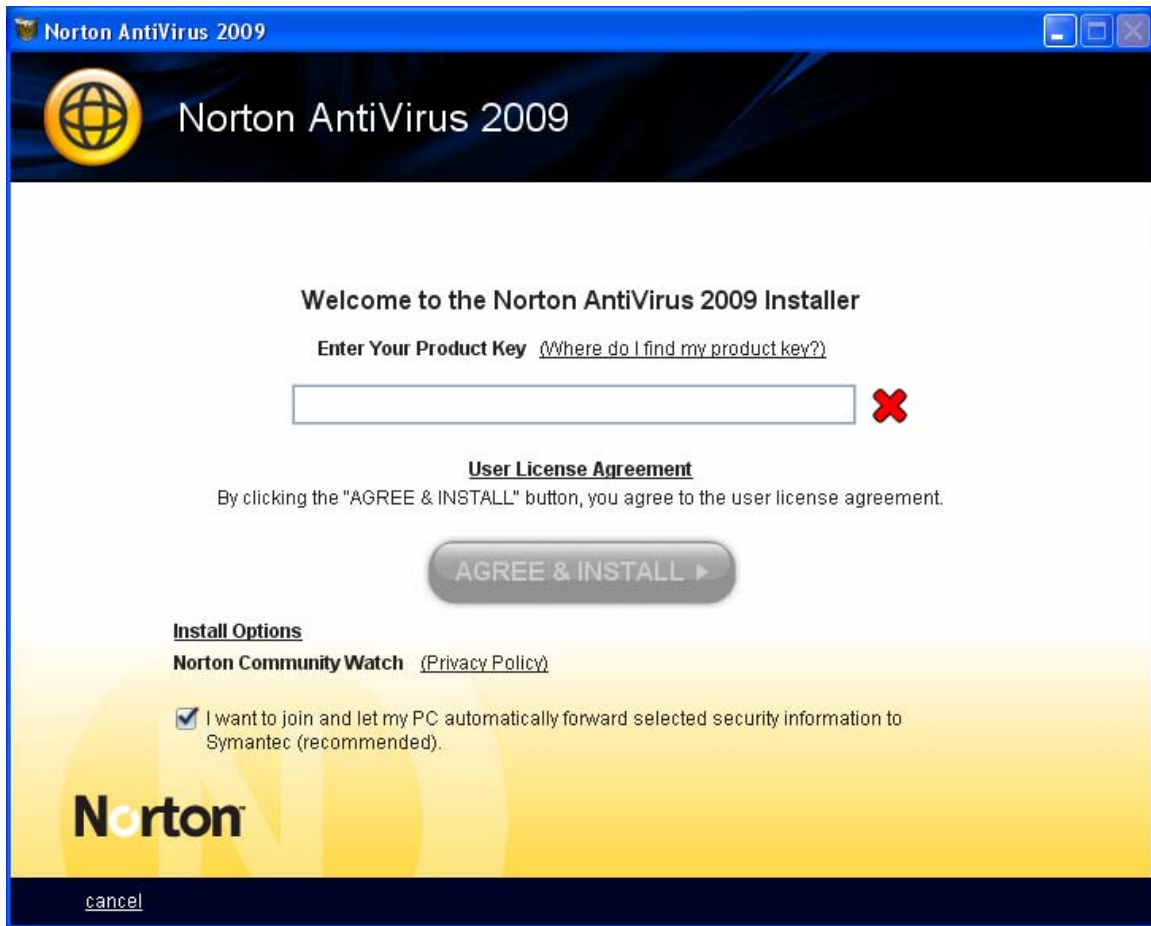 Norton AntiVirus 2009
Norton AntiVirus 2009
Welcome to the Norton AntiVirus 2009 Installer
Enter Your Product Key (Where do I find my product key?)
User License Agreement
By clicking the "AGREE & INSTALL" button, you agree to the user license agreement.
AGREE & INSTALL
Install Options
Norton Community Watch (Privacy Policy)
I want to join and let my PC automatically forward selected security information to
Symantec (recommended).
Norton
cancel